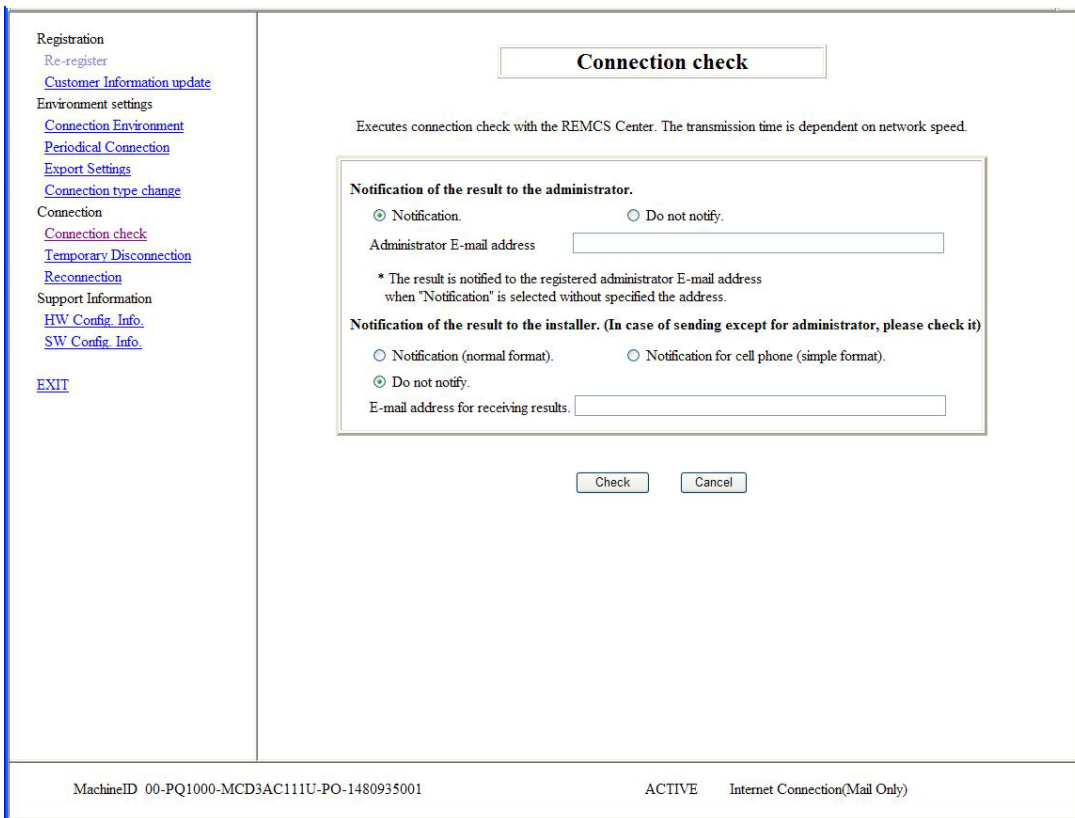 Registration
Re-register
Customer Information update
Environment settings
Connection Environment
Periodical Connection
Export Settings
Connection type change
Connection
Connection check
Temporary Disconnection
Reconnection
Support Information
HW Config. Info.
SW Config. Info.
EXIT
Connection check
Executes connection check with the REMCS Center. The transmission time is dependent on network speed.
Notification of the result to the administrator.
Notification. Do not notify.
Administrator E-mail address
* The result is notified to the registered administrator E-mail address
when "Notification" is selected without specified the address.
Notification of the result to the installer. (In case of sending except for administrator, please check it)
Notification (normal format). Notification for cell phone (simple format).
Do not notify.
E-mail address for receiving results.
Check Cancel
MachineID 00-PQ1000-MCD3AC111U-PO-1480935001 ACTIVE Internet Connection(Mail Only)